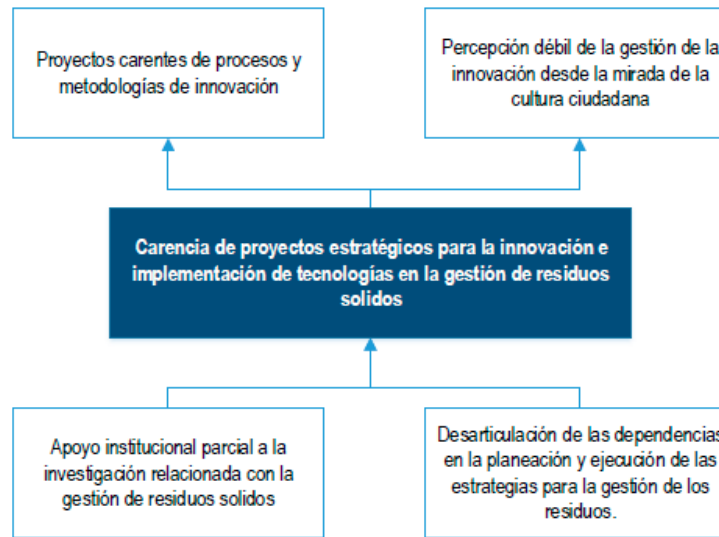 Proyectos carentes de procesos y
metodologías de innovación
Percepción débil de la gestión de la
innovación desde la mirada de la
cultura ciudadana
Carencia de proyectos estratégicos para la innovación e
implementación de tecnologías en la gestión de residuos
solidos
Apoyo institucional parcial a la
investigación relacionada con la
gestión de residuos solidos
Desarticulación de las dependencias
en la planeación y ejecución de las
estrategias para la gestión de los
residuos.